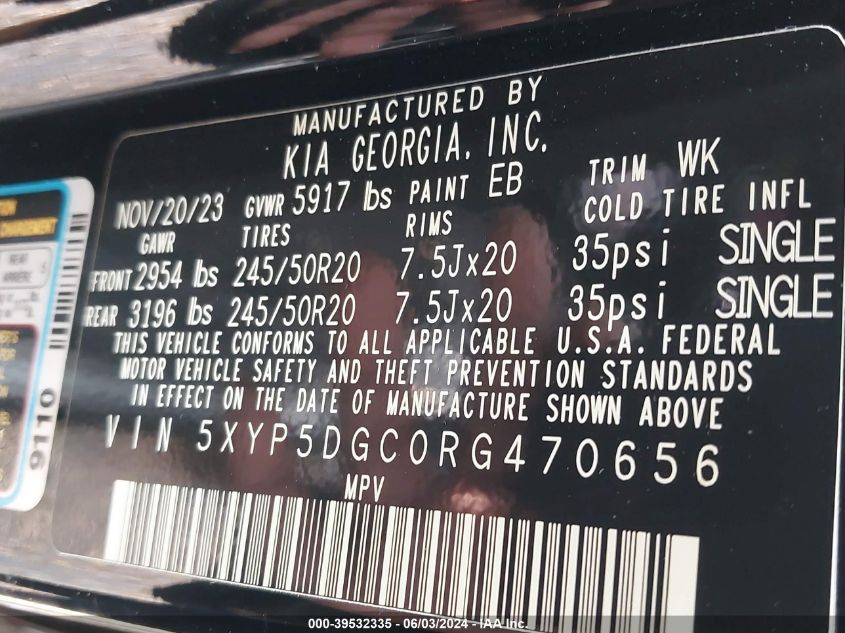 MANUFACTURED BY
KIA GEORGIA, INC.
NOV/20/23 GVWR 5917 lbs PAINT EB TRIM WK
GAWR TIRES RIMS COLD TIRE INFL
FRONT 2954 lbs 245/50R20 7.5Jx20 35psi SINGLE
REAR 3196 lbs 245/50R20 7.5Jx20 35psi SINGLE
THIS VEHICLE CONFORMS TO ALL APPLICABLE U.S.A. FEDERAL
MOTOR VEHICLE SAFETY AND THEFT PREVENTION STANDARDS
IN EFFECT ON THE DATE OF MANUFACTURE SHOWN ABOVE
VIN 5XYP5DGC0RG470656
MPV
9110
000-39532335 - 06/03/2024 - IAA Inc.